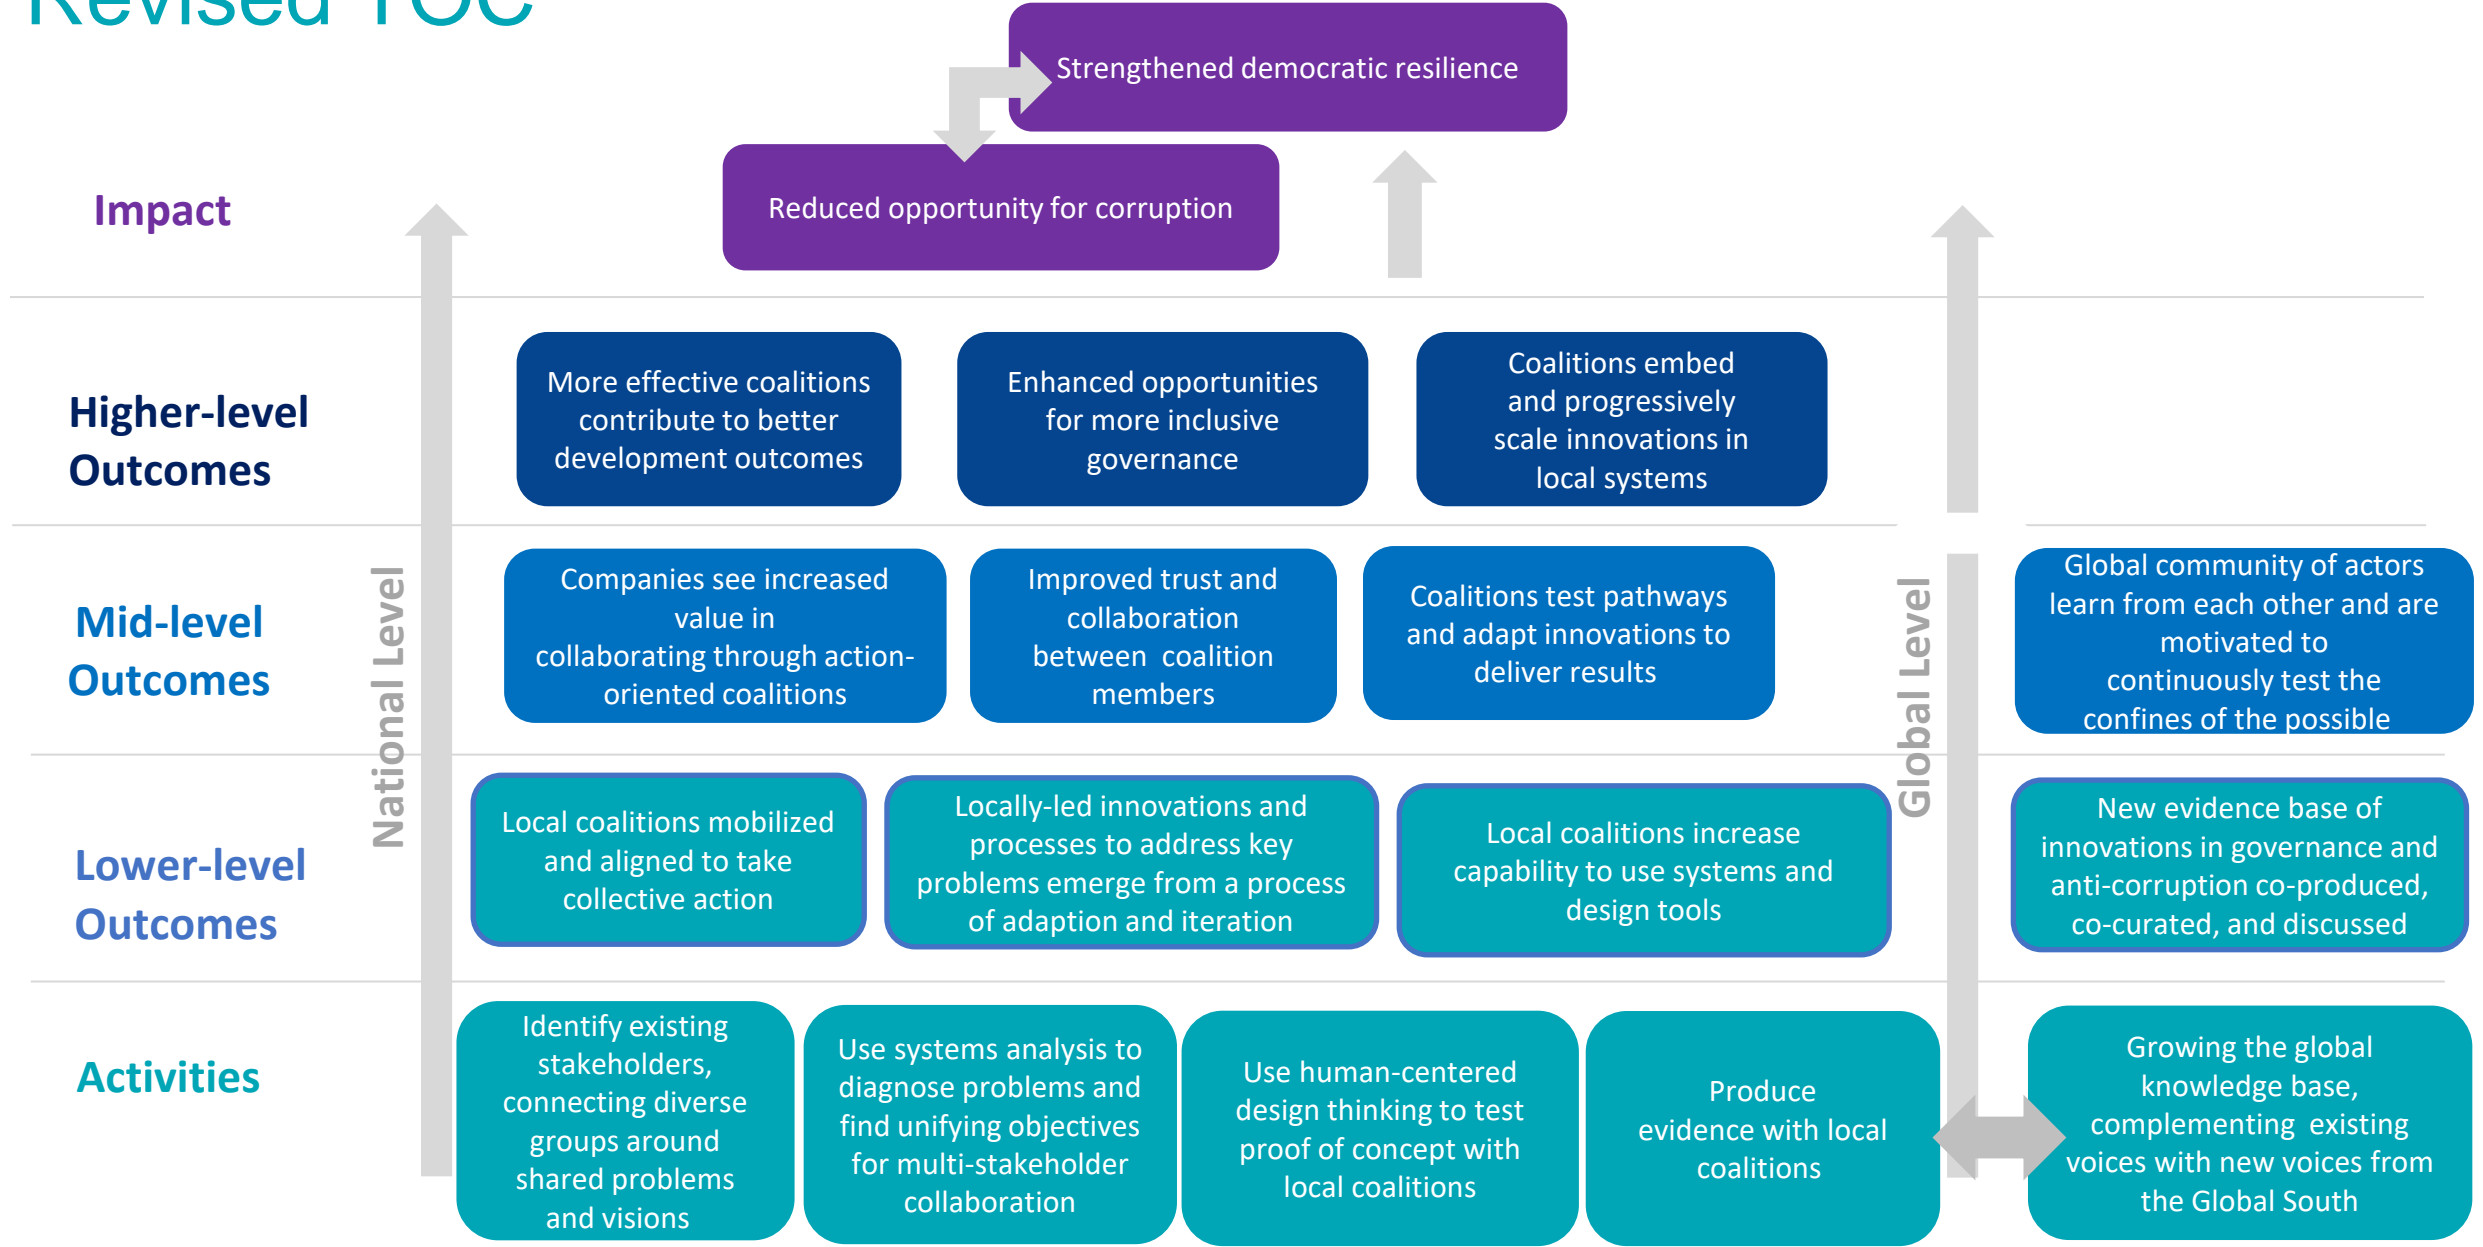 Revised TOC
Strengthened democratic resilience
Impact
Reduced opportunity for corruption
Higher-level
Outcomes
More effective coalitions
contribute to better
development outcomes
Enhanced opportunities
for more inclusive
governance
Coalitions embed
and progressively
scale innovations in
local systems
National Level
Global Level
Mid-level
Outcomes
Companies see increased
value in
collaborating through action-
oriented coalitions
Improved trust and
collaboration
between coalition
members
Coalitions test pathways
and adapt innovations to
deliver results
Global community of actors
learn from each other and are
motivated to
continuously test the
confines of the possible
Lower-level
Outcomes
Local coalitions mobilized
and aligned to take
collective action
Locally-led innovations and
processes to address key
problems emerge from a process
of adaption and iteration
Local coalitions increase
capability to use systems and
design tools
New evidence base of
innovations in governance and
anti-corruption co-produced,
co-curated, and discussed
Activities
Identify existing
stakeholders,
connecting diverse
groups around
shared problems
and visions
Use systems analysis to
diagnose problems and
find unifying objectives
for multi-stakeholder
collaboration
Use human-centered
design thinking to test
proof of concept with
local coalitions
Produce
evidence with local
coalitions
Growing the global
knowledge base,
complementing existing
voices with new voices from
the Global South